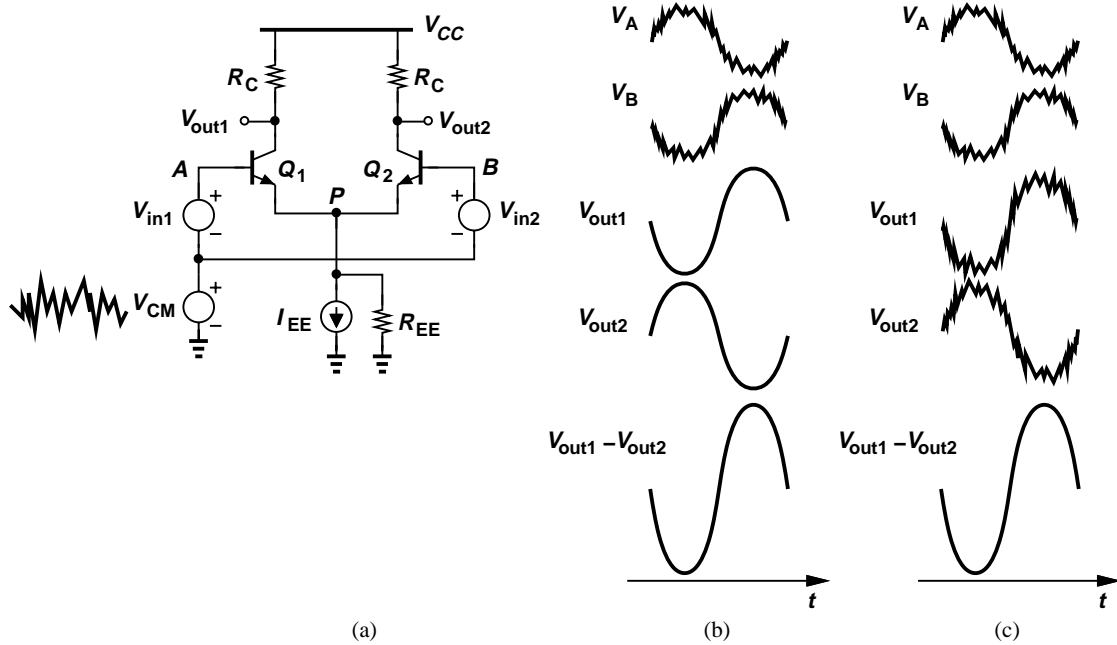 V_CC
R_C R_C
V_out1 V_out2
A Q_1 Q_2 B
V_in1 P V_in2
V_CM
I_EE R_EE
(a)
V_A
V_B
V_out1
V_out2
V_out1 – V_out2
t
(b)
V_A
V_B
V_out1
V_out2
V_out1 – V_out2
t
(c)